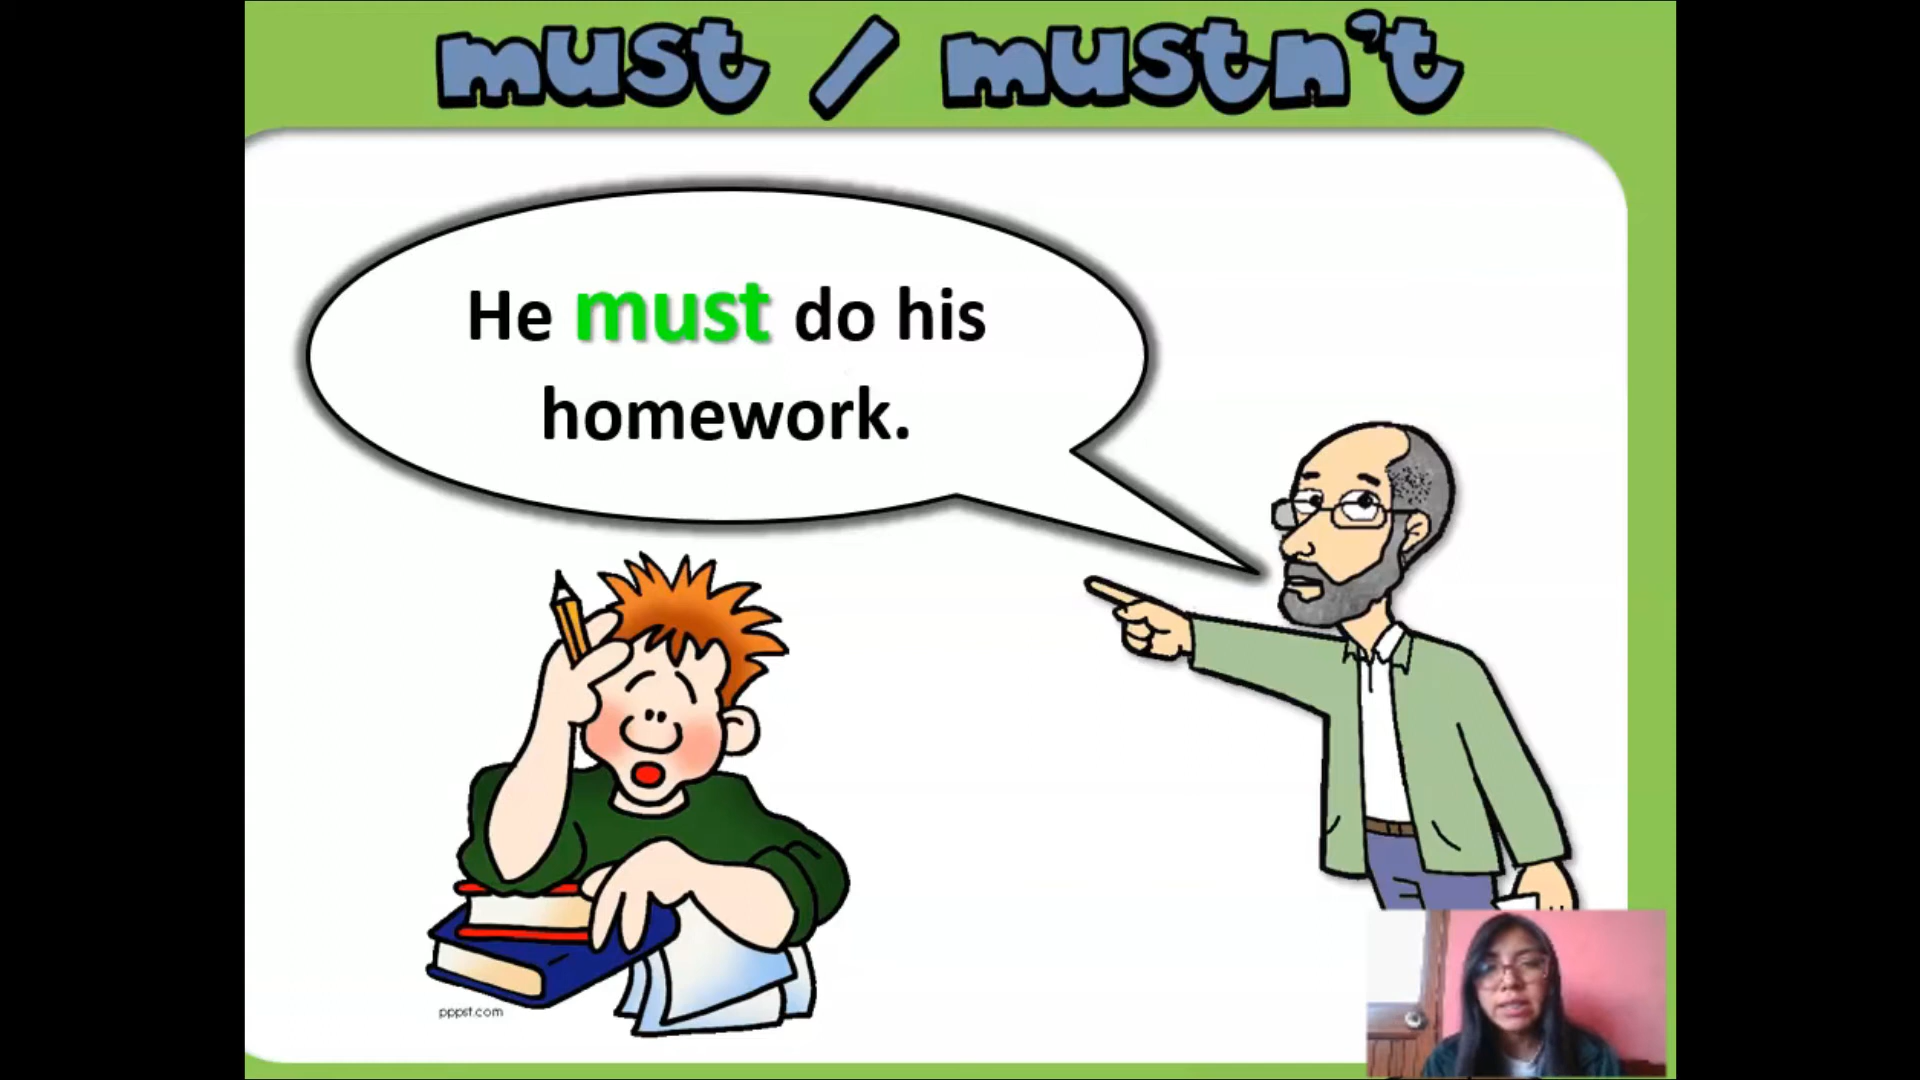 must / mustn't
He must do his
homework.
pppst.com